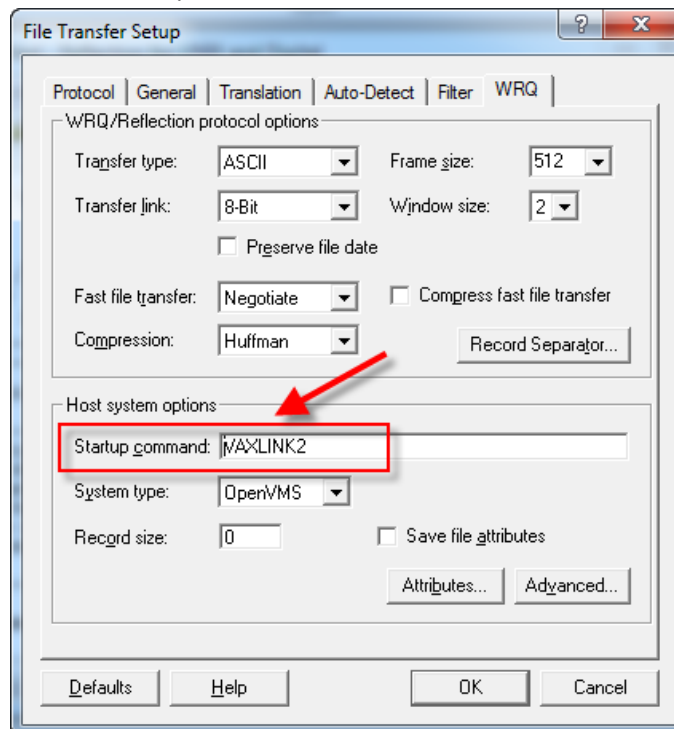 File Transfer Setup
Protocol General Translation Auto-Detect Filter WRQ
WRQ/Reflection protocol options
Transfer type: ASCII Frame size: 512
Transfer link: 8-Bit Window size: 2
Preserve file date
Fast file transfer: Negotiate Compress fast file transfer
Compression: Huffman Record Separator...
Host system options
Startup command: VAXLINK2
System type: OpenVMS
Record size: 0 Save file attributes
Attributes... Advanced...
Defaults Help OK Cancel